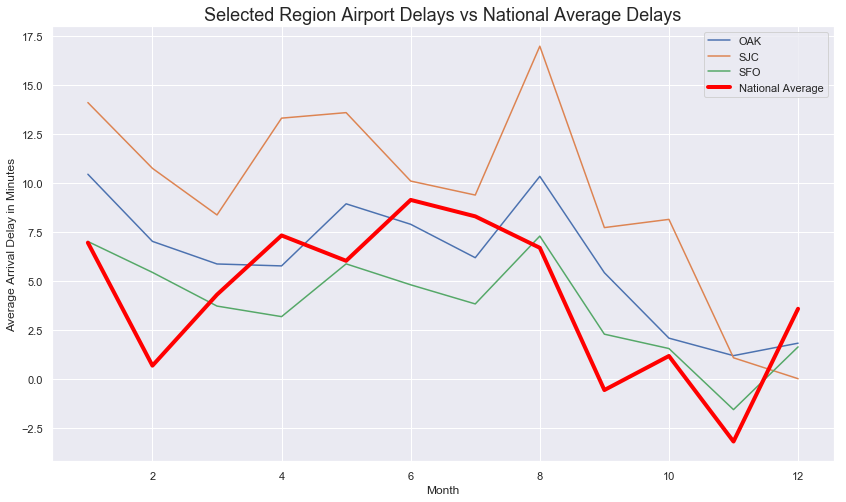 Selected Region Airport Delays vs National Average Delays
17.5
15.0
12.5
10.0
7.5
5.0
2.5
0.0
−2.5
Average Arrival Delay in Minutes
OAK
SJC
SFO
National Average
2
4
6
8
10
12
Month